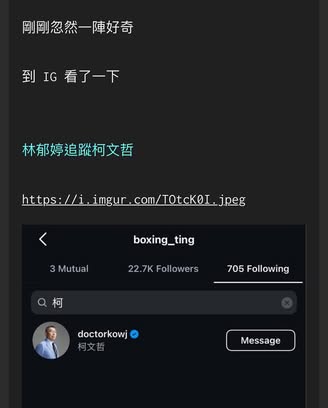 剛剛忽然一陣好奇
到 IG 看了一下
林郁婷追蹤柯文哲
https://i.imgur.com/TOtcK0I.jpeg
boxing_ting
3 Mutual 22.7K Followers 705 Following
柯
doctorkowj
柯文哲
Message